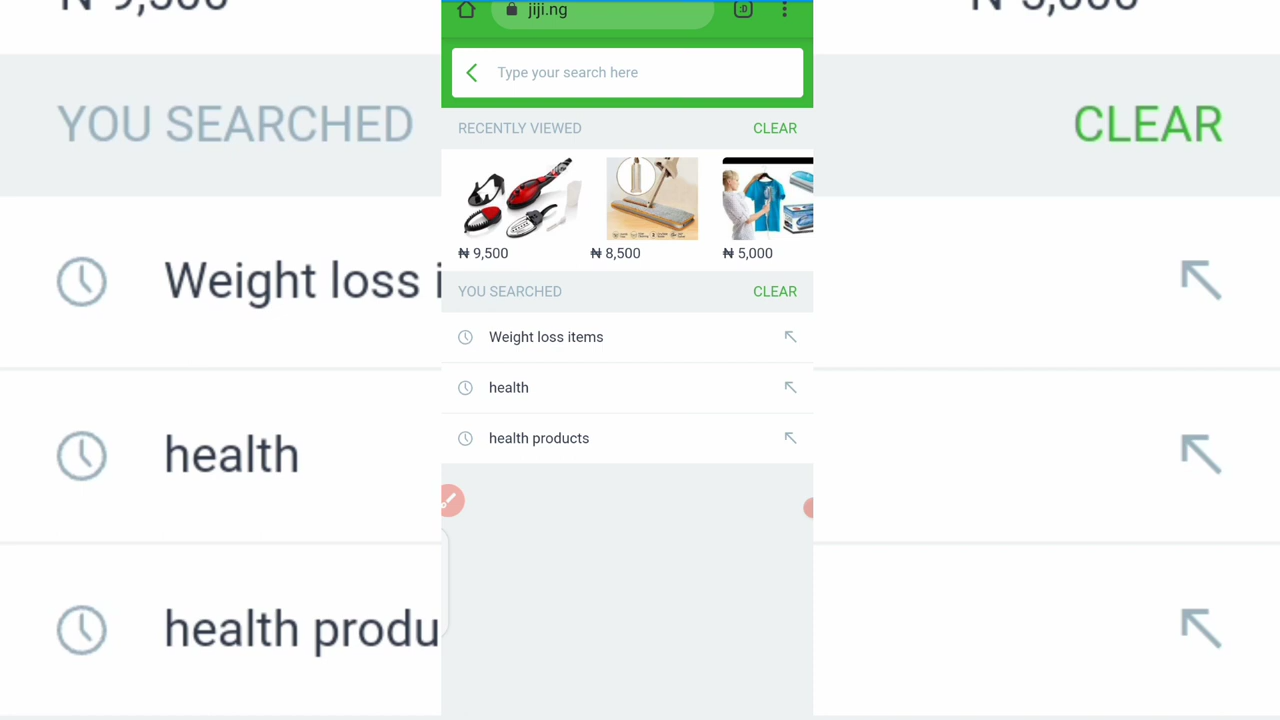 jiji.ng
:D
Type your search here
RECENTLY VIEWED CLEAR
₦ 9,500 ₦ 8,500 ₦ 5,000
YOU SEARCHED CLEAR
Weight loss items
health
health products
YOU SEARCHED CLEAR
Weight loss
health
health produ